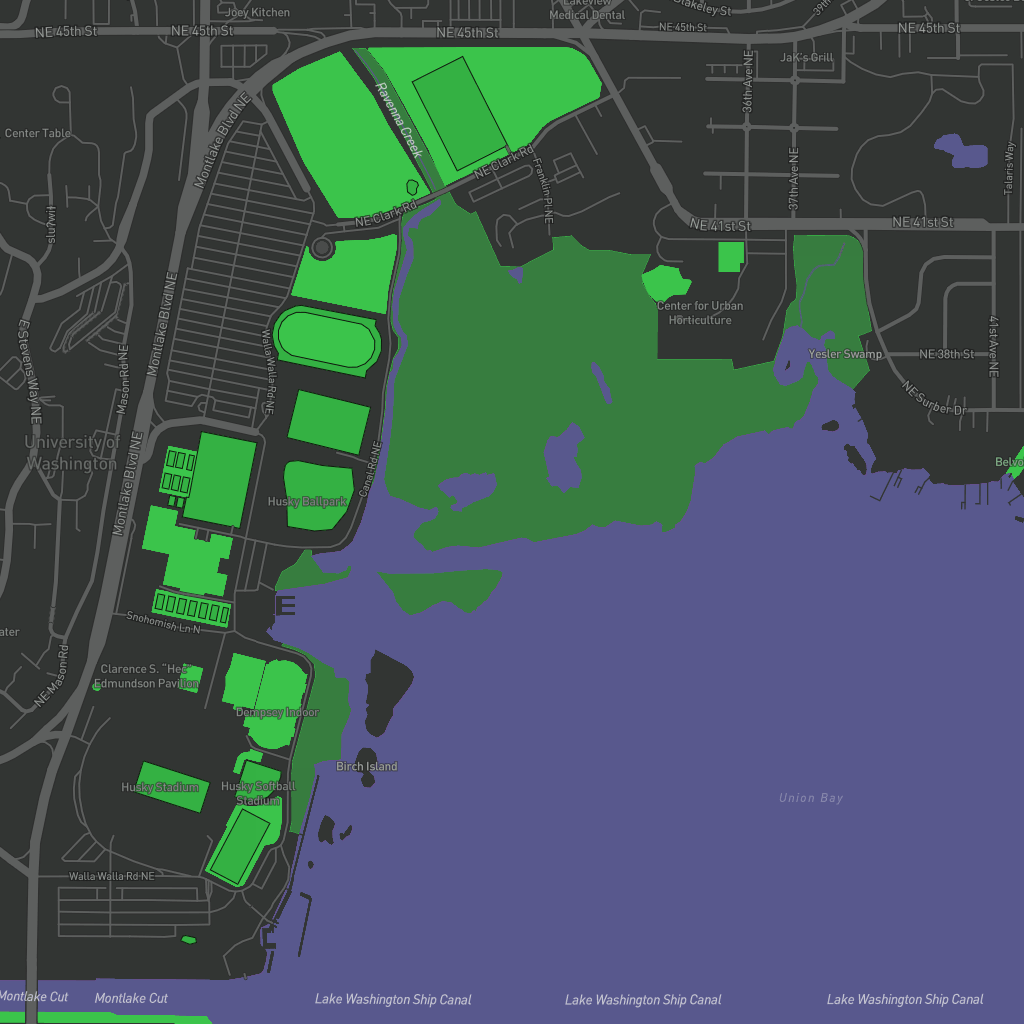 Joey Kitchen
Lakeview
Medical Dental
Blakeley St
39th
NE 45th St
NE 45th St
NE 45th St
NE 45th St
NE 45th St
JaK's Grill
36th Ave NE
Center Table
Montlake Blvd NE
Ravenna Creek
NE Clark Rd
Franklin Pl NE
37th Ave NE
Talaris Way
NE Clark Rd
NE 41st St
NE 41st St
Montlake Blvd NE
Center for Urban
Horticulture
E Stevens Way NE
Mason Rd NE
Walla Walla Rd NE
Yesler Swamp
NE 38th St
41st Ave NE
NE Surber Dr
University of
Washington
Montlake Blvd NE
Canal Rd NE
Belvo
Husky Ballpark
Snohomish Ln N
ater
NE Mason Rd
Clarence S. "Hec"
Edmundson Pavilion
Dempsey Indoor
Birch Island
Husky Stadium
Husky Softball
Stadium
Union Bay
Walla Walla Rd NE
Montlake Cut
Montlake Cut
Lake Washington Ship Canal
Lake Washington Ship Canal
Lake Washington Ship Canal